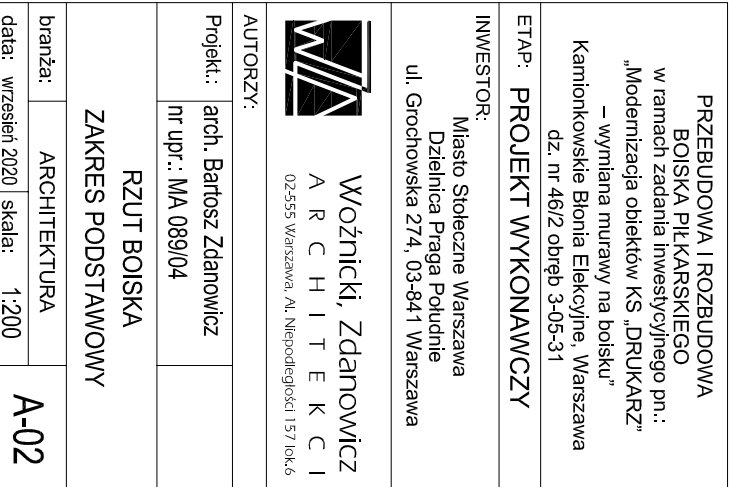 PRZEBUDOWA I ROZBUDOWA
BOISKA PIŁKARSKIEGO
w ramach zadania inwestycyjnego pn.:
„Modernizacja obiektów KS „DRUKARZ"
– wymiana murawy na boisku"
Kamionkowskie Błonia Elekcyjne, Warszawa
dz. nr 46/2 obręb 3-05-31
ETAP: PROJEKT WYKONAWCZY
INWESTOR:
Miasto Stołeczne Warszawa
Dzielnica Praga Południe
ul. Grochowska 274, 03-841 Warszawa
Woźnicki, Zdanowicz
A R C H I T E K C I
02-555 Warszawa, Al. Niepodległości 157 lok.6
AUTORZY:
Projekt.: arch. Bartosz Zdanowicz
nr upr.: MA 089/04
RZUT BOISKA
ZAKRES PODSTAWOWY
branża: ARCHITEKTURA
data: wrzesień 2020 skala: 1:200
A-02